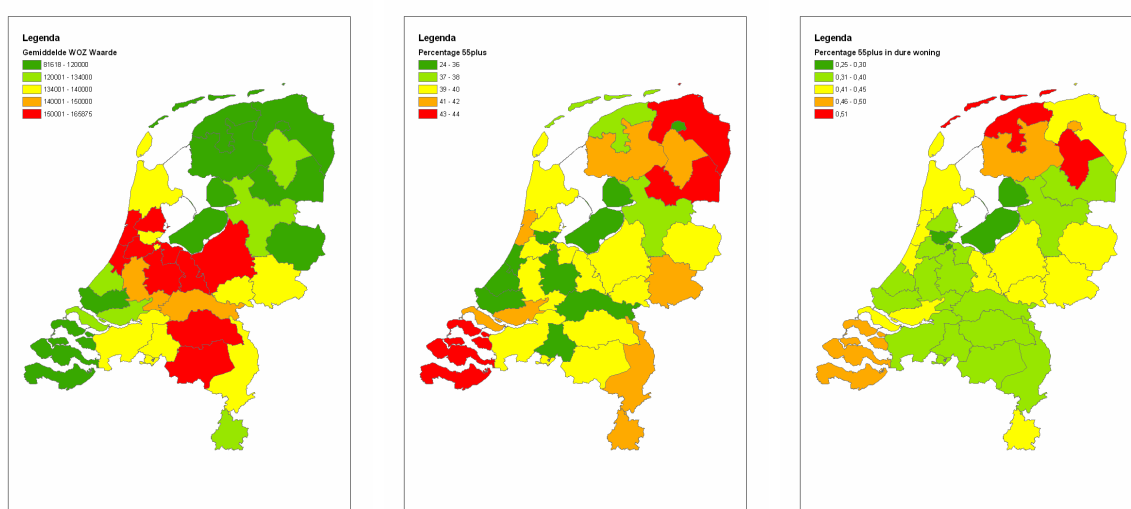 Legenda
Gemiddelde WOZ Waarde
81618 - 120000
120001 - 134000
134001 - 140000
140001 - 150000
150001 - 165875
Legenda
Percentage 55plus
24 - 36
37 - 38
39 - 40
41 - 42
43 - 44
Legenda
Percentage 55plus in dure woning
0,25 - 0,30
0,31 - 0,40
0,41 - 0,45
0,46 - 0,50
0,51